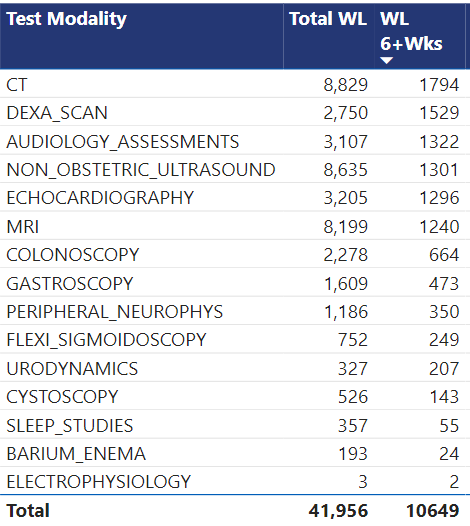 Test Modality Total WL WL
6+Wks
CT 8,829 1794
DEXA_SCAN 2,750 1529
AUDIOLOGY_ASSESSMENTS 3,107 1322
NON_OBSTETRIC_ULTRASOUND 8,635 1301
ECHOCARDIOGRAPHY 3,205 1296
MRI 8,199 1240
COLONOSCOPY 2,278 664
GASTROSCOPY 1,609 473
PERIPHERAL_NEUROPHYS 1,186 350
FLEXI_SIGMOIDOSCOPY 752 249
URODYNAMICS 327 207
CYSTOSCOPY 526 143
SLEEP_STUDIES 357 55
BARIUM_ENEMA 193 24
ELECTROPHYSIOLOGY 3 2
Total 41,956 10649